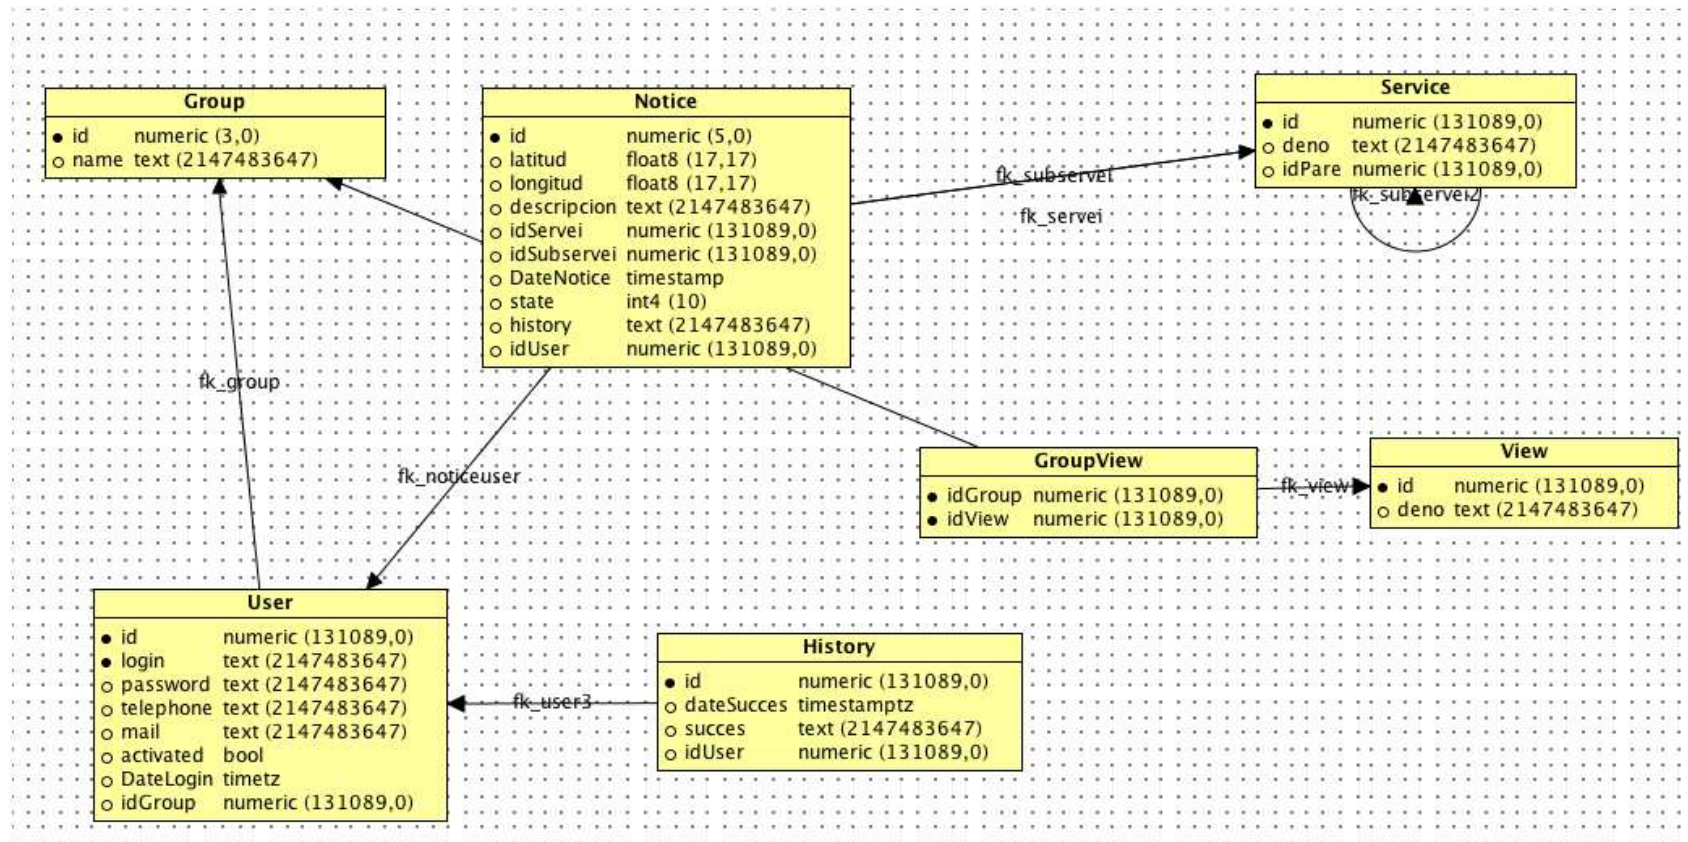 Group
id numeric (3,0)
name text (2147483647)
Notice
id numeric (5,0)
latitud float8 (17,17)
longitud float8 (17,17)
descripcion text (2147483647)
idServei numeric (131089,0)
idSubservei numeric (131089,0)
DateNotice timestamp
state int4 (10)
history text (2147483647)
idUser numeric (131089,0)
Service
id numeric (131089,0)
deno text (2147483647)
idPare numeric (131089,0)
fk_subservei
fk_servei
fk_subservei2
fk_group
fk_noticeuser
GroupView
idGroup numeric (131089,0)
idView numeric (131089,0)
fk_view
View
id numeric (131089,0)
deno text (2147483647)
User
id numeric (131089,0)
login text (2147483647)
password text (2147483647)
telephone text (2147483647)
mail text (2147483647)
activated bool
DateLogin timetz
idGroup numeric (131089,0)
fk_user3
History
id numeric (131089,0)
dateSucces timestamptz
succes text (2147483647)
idUser numeric (131089,0)